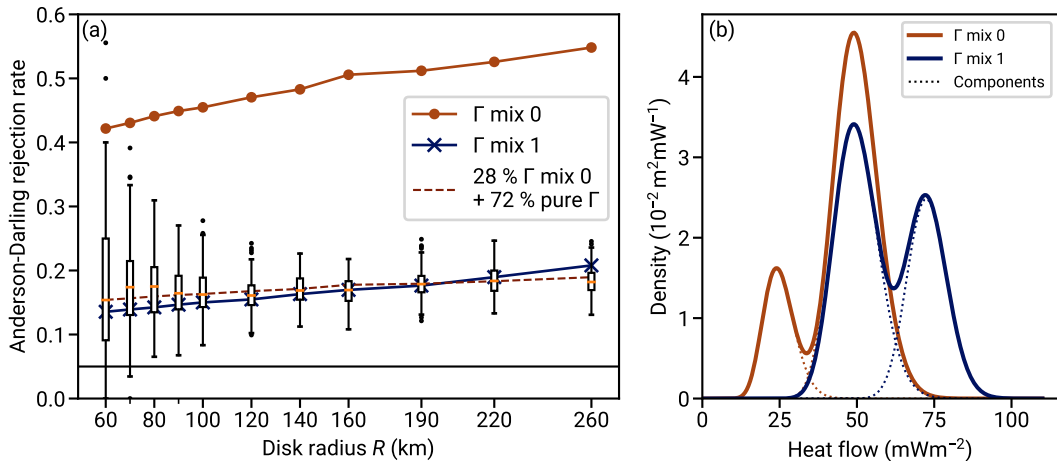 (a)
Anderson-Darling rejection rate
0.6
0.5
0.4
0.3
0.2
0.1
0.0
Γ mix 0
Γ mix 1
28 % Γ mix 0
+ 72 % pure Γ
60 80 100 120 140 160 190 220 260
Disk radius R (km)
(b)
Density (10⁻² m²mW⁻¹)
4
3
2
1
0
Γ mix 0
Γ mix 1
Components
0 25 50 75 100
Heat flow (mWm⁻²)